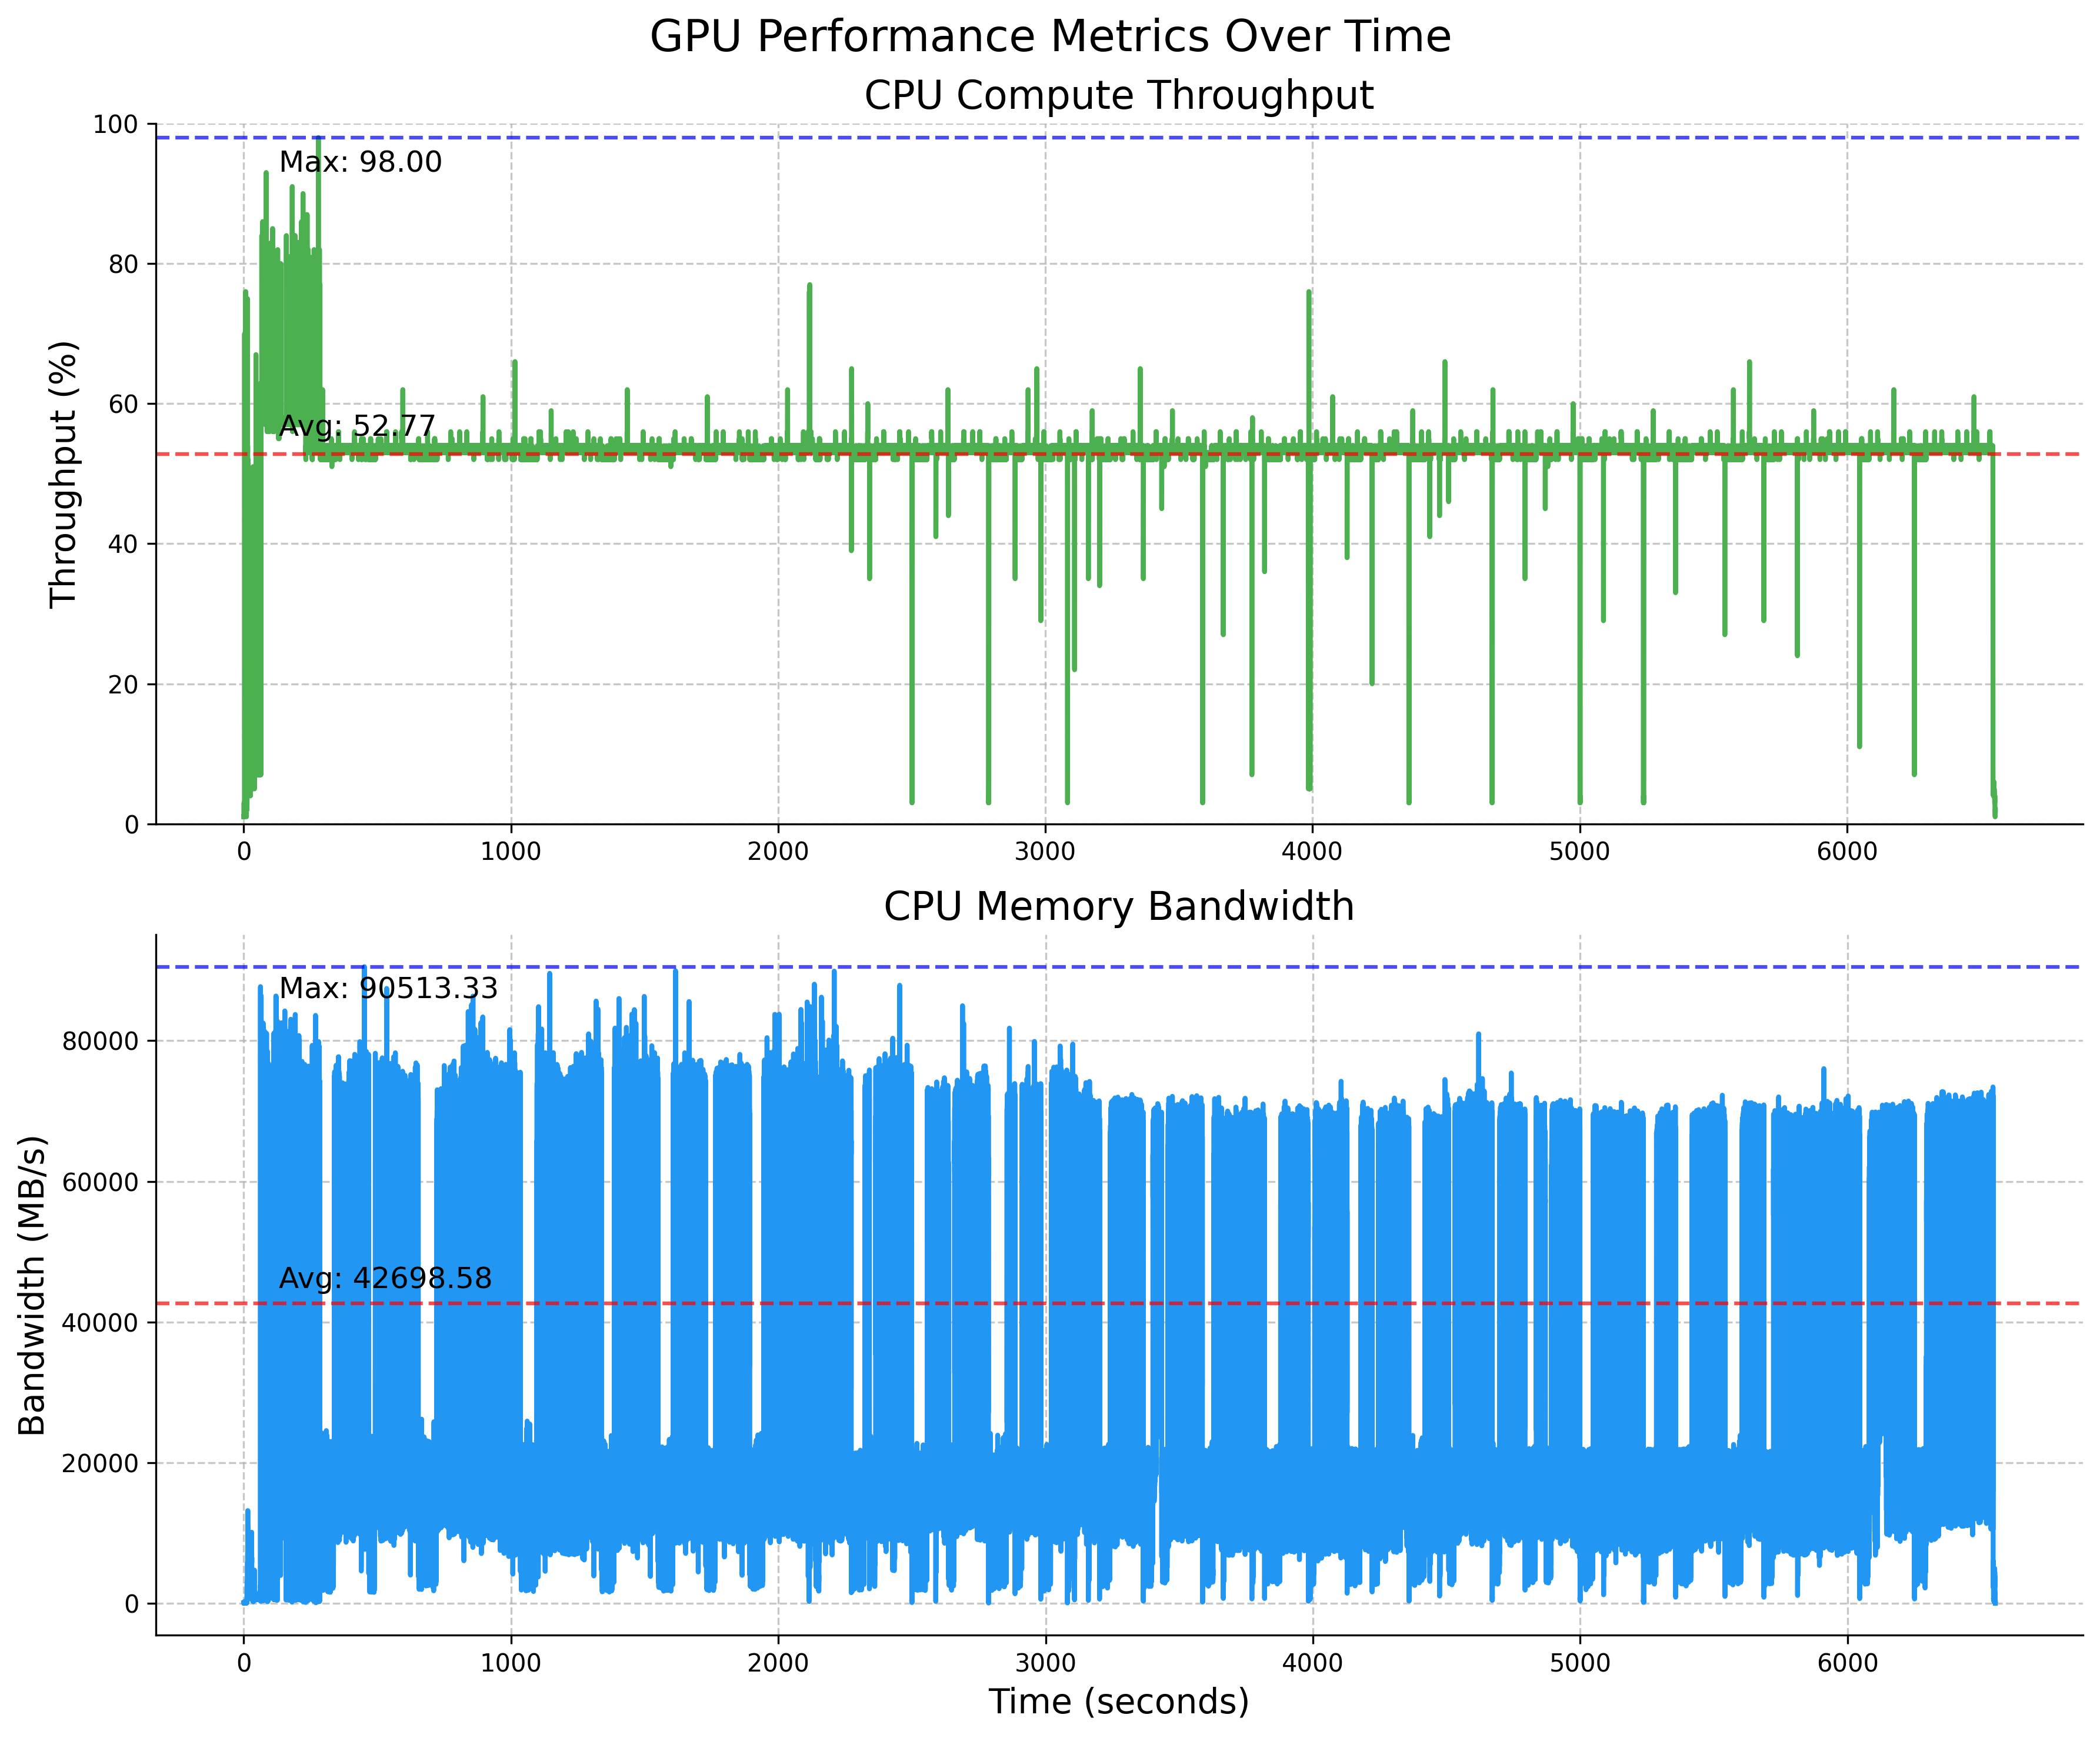 GPU Performance Metrics Over Time
CPU Compute Throughput
Throughput (%)
100
80
60
40
20
0
Max: 98.00
Avg: 52.77
0 1000 2000 3000 4000 5000 6000
CPU Memory Bandwidth
Bandwidth (MB/s)
80000
60000
40000
20000
0
Max: 90513.33
Avg: 42698.58
0 1000 2000 3000 4000 5000 6000
Time (seconds)